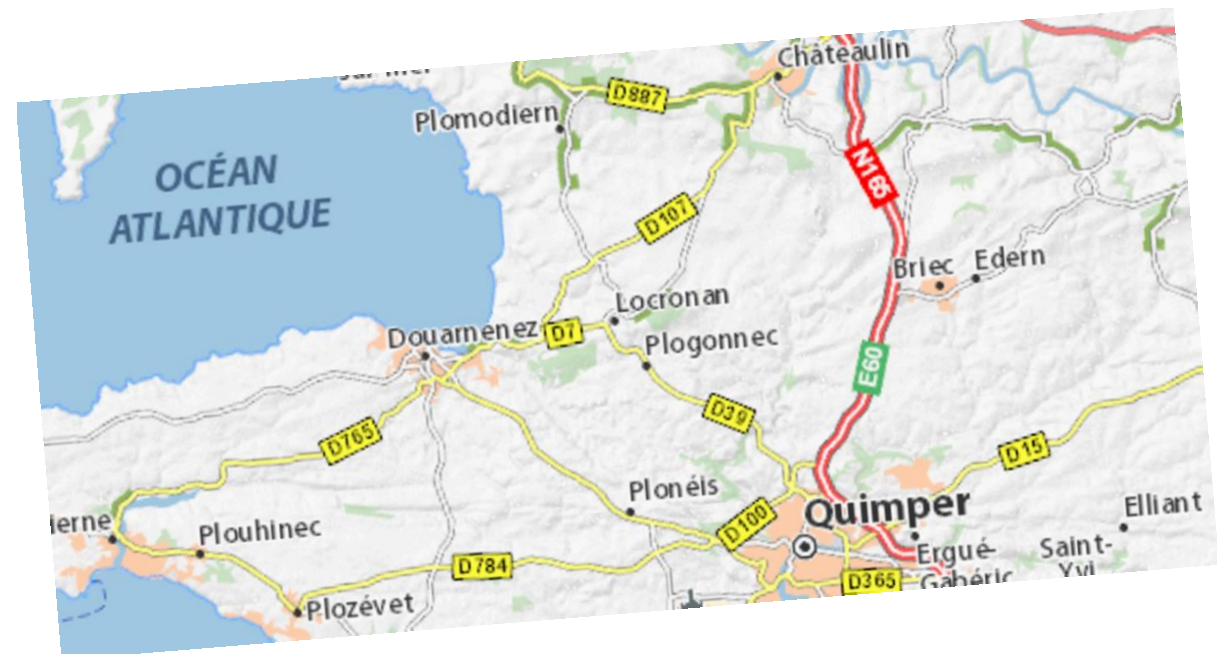 Châteaulin
D887
Plomodiern
N165
OCÉAN
ATLANTIQUE
D107
Briec
Edern
Locronan
Douarnenez
D7
Plogonnec
E60
D39
D765
D15
Plonéis
Quimper
Elliant
D100
Plouhinec
Ergué-
Gabéric
Saint-
Yvi
D784
D365
Plozévet